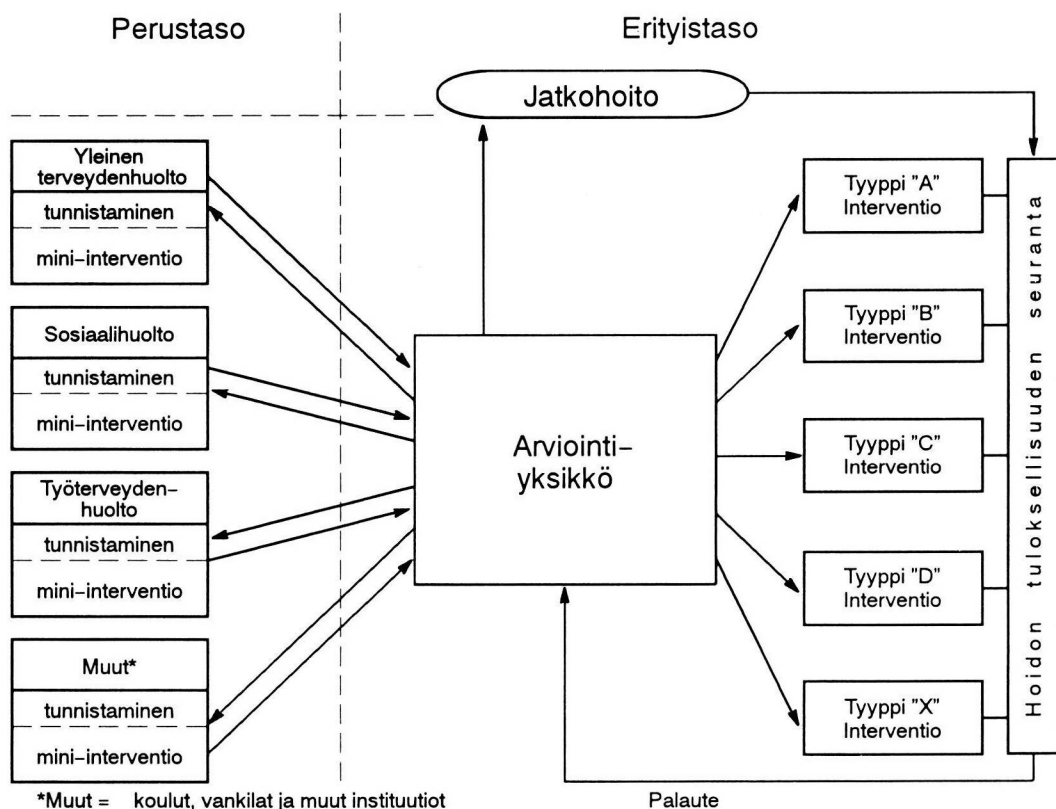 Perustaso
Erityistaso
Jatkohoito
Yleinen
terveydenhuolto
tunnistaminen
mini–interventio
Sosiaalihuolto
tunnistaminen
mini–interventio
Työterveyden–
huolto
tunnistaminen
mini–interventio
Muut*
tunnistaminen
mini–interventio
Arviointi–
yksikkö
Tyyppi "A"
Interventio
Tyyppi "B"
Interventio
Tyyppi "C"
Interventio
Tyyppi "D"
Interventio
Tyyppi "X"
Interventio
Hoidon tuloksellisuuden seuranta
*Muut = koulut, vankilat ja muut instituutiot
Palaute